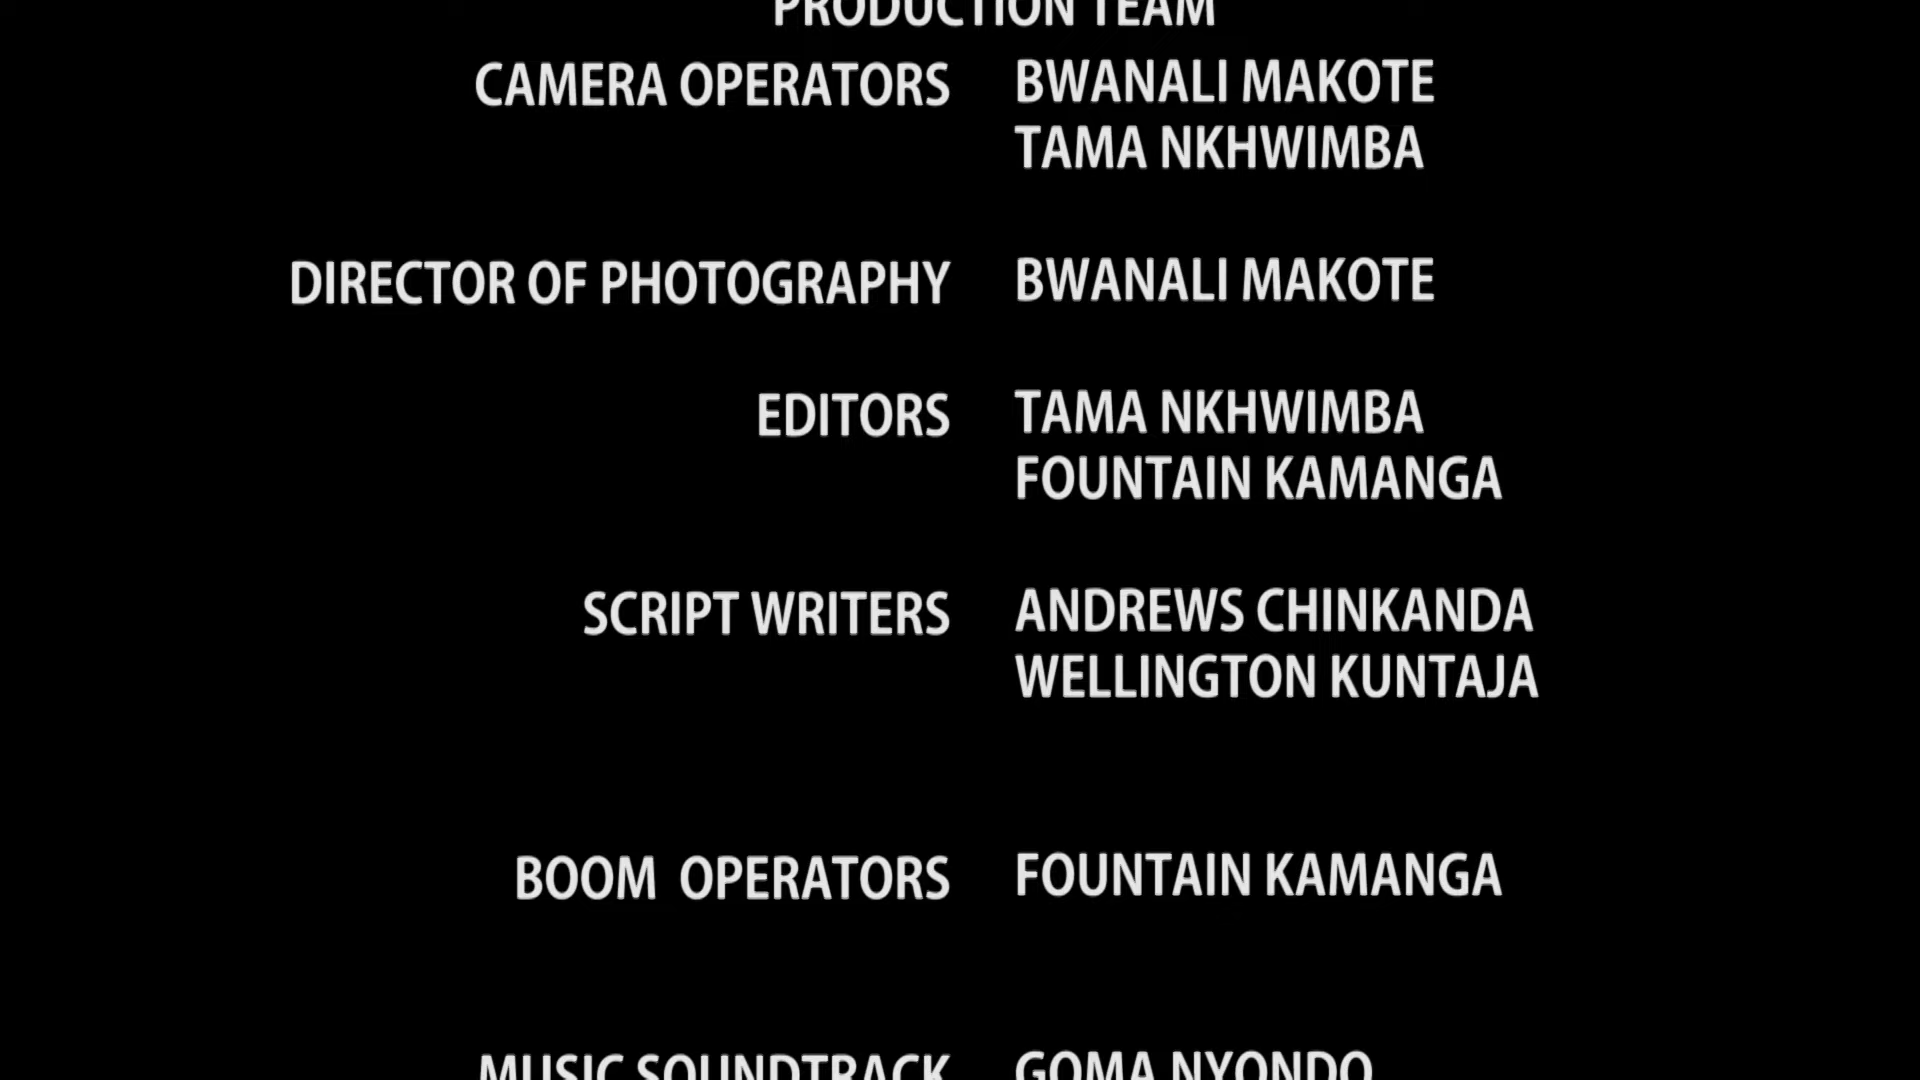 PRODUCTION TEAM
CAMERA OPERATORS BWANALI MAKOTE
TAMA NKHWIMBA
DIRECTOR OF PHOTOGRAPHY BWANALI MAKOTE
EDITORS TAMA NKHWIMBA
FOUNTAIN KAMANGA
SCRIPT WRITERS ANDREWS CHINKANDA
WELLINGTON KUNTAJA
BOOM OPERATORS FOUNTAIN KAMANGA
MUSIC SOUNDTRACK GOMA NYONDO